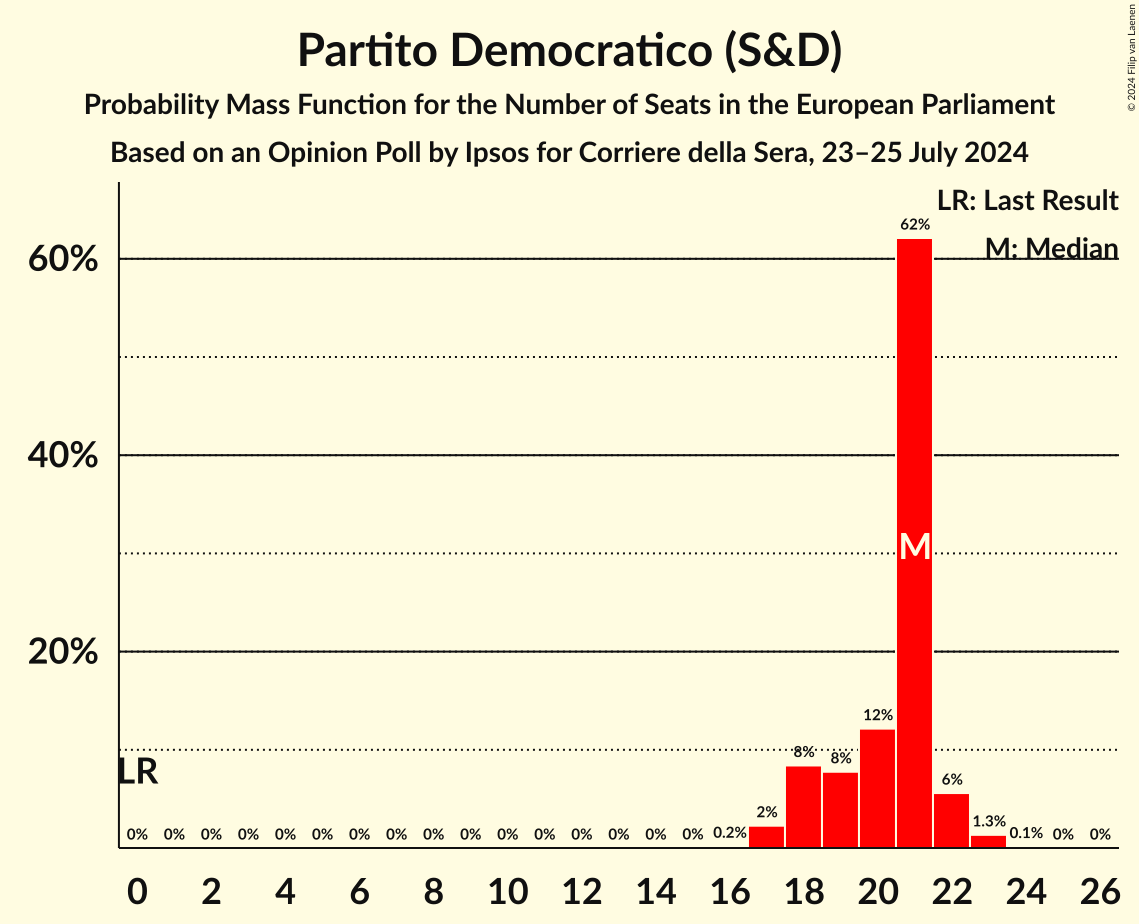 Partito Democratico (S&D)
Probability Mass Function for the Number of Seats in the European Parliament
Based on an Opinion Poll by Ipsos for Corriere della Sera, 23–25 July 2024
© 2024 Filip van Laenen
LR: Last Result
M: Median
60%
40%
20%
LR
M
0% 0% 0% 0% 0% 0% 0% 0% 0% 0% 0% 0% 0% 0% 0% 0% 0.2% 2% 8% 8% 12% 62% 6% 1.3% 0.1% 0% 0%
0 2 4 6 8 10 12 14 16 18 20 22 24 26